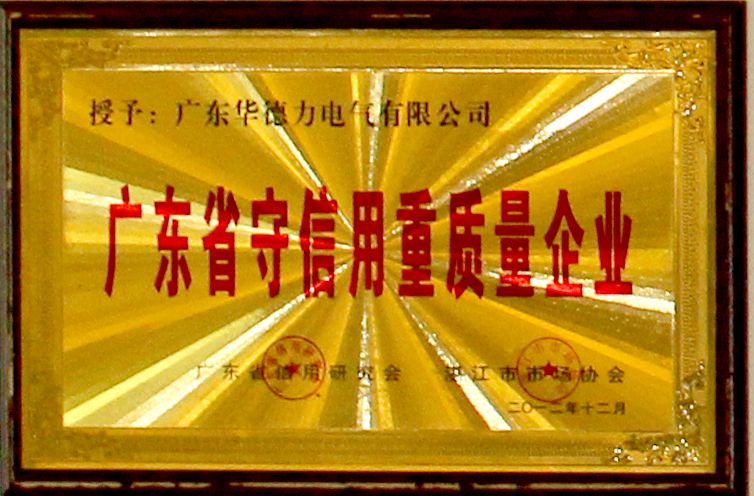 授予：广东华德力电气有限公司
广东省守信用重质量企业
广东省信用研究会 湛江市市场协会
二〇一二年十二月